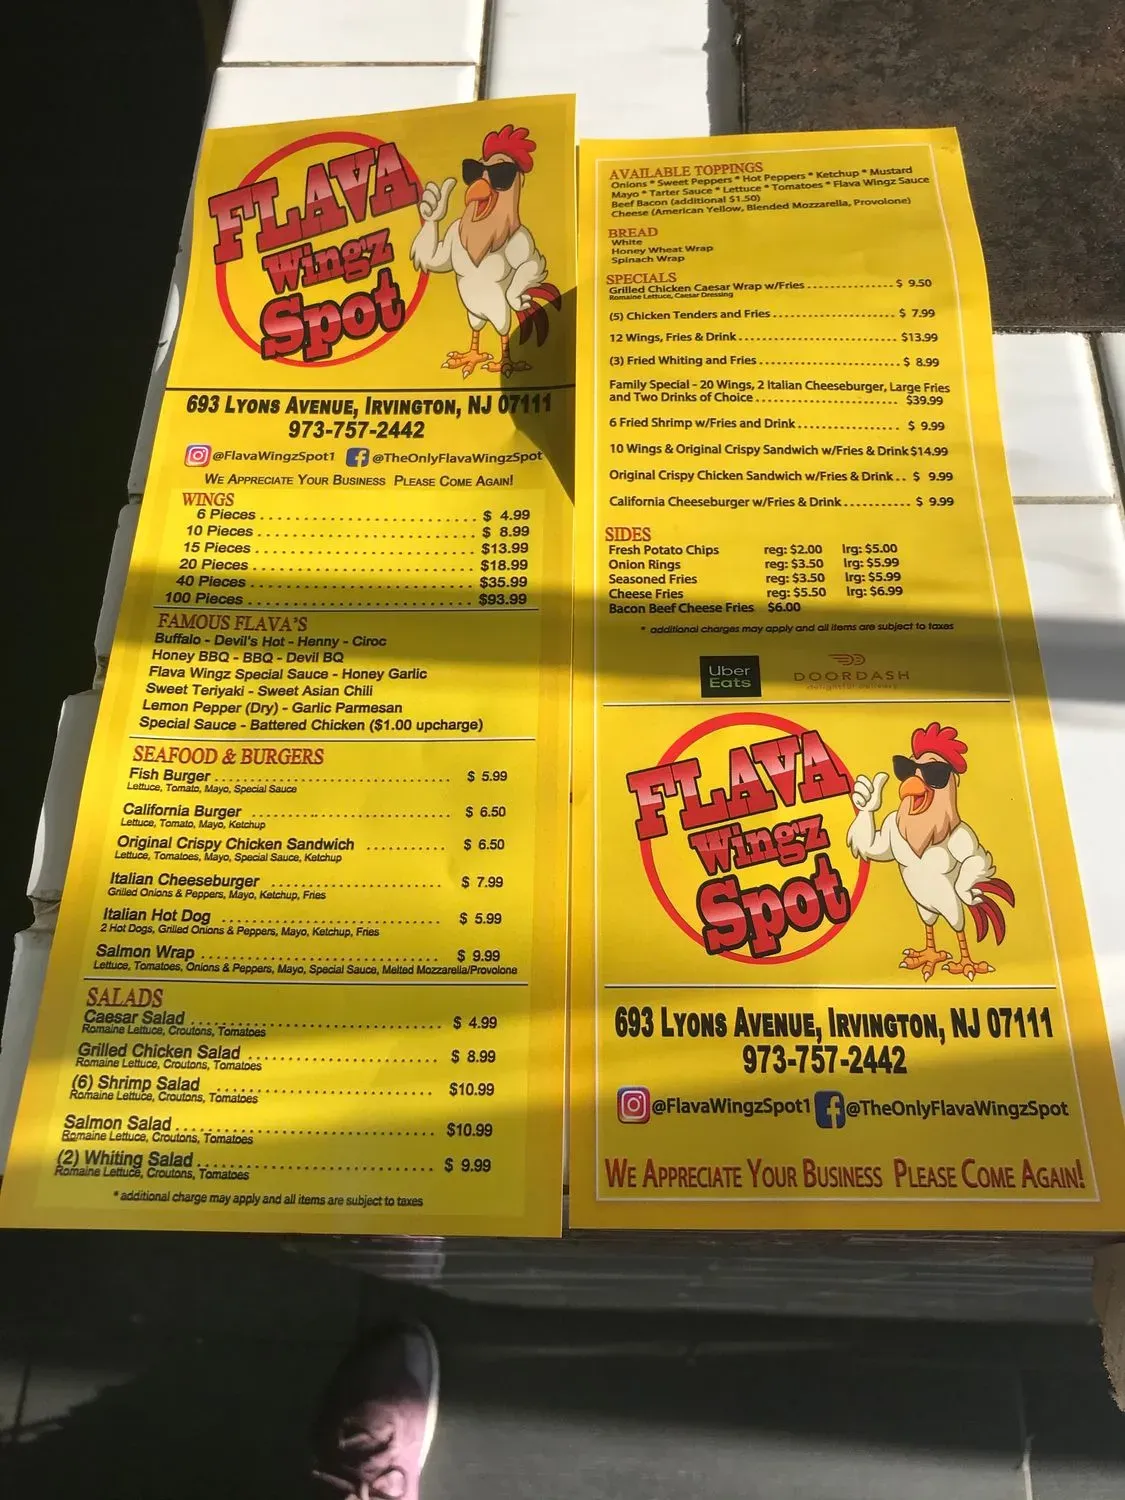 FLAVA
Wingz
Spot
693 Lyons Avenue, Irvington, NJ 07111
973-757-2442
@FlavaWingzSpot1 @TheOnlyFlavaWingzSpot
We Appreciate Your Business Please Come Again!
WINGS
6 Pieces ........................ $ 4.99
10 Pieces ........................ $ 8.99
15 Pieces ........................ $13.99
20 Pieces ........................ $18.99
40 Pieces ........................ $35.99
100 Pieces ........................ $93.99
FAMOUS FLAVA'S
Buffalo - Devil's Hot - Henny - Ciroc
Honey BBQ - BBQ - Devil BQ
Flava Wingz Special Sauce - Honey Garlic
Sweet Teriyaki - Sweet Asian Chili
Lemon Pepper (Dry) - Garlic Parmesan
Special Sauce - Battered Chicken ($1.00 upcharge)
SEAFOOD & BURGERS
Fish Burger ........................ $ 5.99
Lettuce, Tomato, Mayo, Special Sauce
California Burger ........................ $ 6.50
Lettuce, Tomato, Mayo, Ketchup
Original Crispy Chicken Sandwich .......... $ 6.50
Lettuce, Tomatoes, Mayo, Special Sauce, Ketchup
Italian Cheeseburger ........................ $ 7.99
Grilled Onions & Peppers, Mayo, Ketchup, Fries
Italian Hot Dog ........................ $ 5.99
2 Hot Dogs, Grilled Onions & Peppers, Mayo, Ketchup, Fries
Salmon Wrap ........................ $ 9.99
Lettuce, Tomatoes, Onions & Peppers, Mayo, Special Sauce, Melted Mozzarella/Provolone
SALADS
Caesar Salad ........................ $ 4.99
Romaine Lettuce, Croutons, Tomatoes
Grilled Chicken Salad ........................ $ 8.99
Romaine Lettuce, Croutons, Tomatoes
(6) Shrimp Salad ........................ $10.99
Romaine Lettuce, Croutons, Tomatoes
Salmon Salad ........................ $10.99
Romaine Lettuce, Croutons, Tomatoes
(2) Whiting Salad ........................ $ 9.99
Romaine Lettuce, Croutons, Tomatoes
* additional charge may apply and all items are subject to taxes
AVAILABLE TOPPINGS
Onions * Sweet Peppers * Hot Peppers * Ketchup * Mustard
Mayo * Tarter Sauce * Lettuce * Tomatoes * Flava Wingz Sauce
Beef Bacon (additional $1.50)
Cheese (American Yellow, Blended Mozzarella, Provolone)
BREAD
White
Honey Wheat Wrap
Spinach Wrap
SPECIALS
Grilled Chicken Caesar Wrap w/Fries .................. $ 9.50
Romaine Lettuce, Caesar Dressing
(5) Chicken Tenders and Fries ........................ $ 7.99
12 Wings, Fries & Drink ........................ $13.99
(3) Fried Whiting and Fries ........................ $ 8.99
Family Special - 20 Wings, 2 Italian Cheeseburger, Large Fries
and Two Drinks of Choice ........................ $39.99
6 Fried Shrimp w/Fries and Drink .................. $ 9.99
10 Wings & Original Crispy Sandwich w/Fries & Drink $14.99
Original Crispy Chicken Sandwich w/Fries & Drink .. $ 9.99
California Cheeseburger w/Fries & Drink ........... $ 9.99
SIDES
Fresh Potato Chips reg: $2.00 lrg: $5.00
Onion Rings reg: $3.50 lrg: $5.99
Seasoned Fries reg: $3.50 lrg: $5.99
Cheese Fries reg: $5.50 lrg: $6.99
Bacon Beef Cheese Fries $6.00
* additional charges may apply and all items are subject to taxes
Uber
Eats
DOORDASH
delightful delivery
FLAVA
Wingz
Spot
693 Lyons Avenue, Irvington, NJ 07111
973-757-2442
@FlavaWingzSpot1 @TheOnlyFlavaWingzSpot
We Appreciate Your Business Please Come Again!